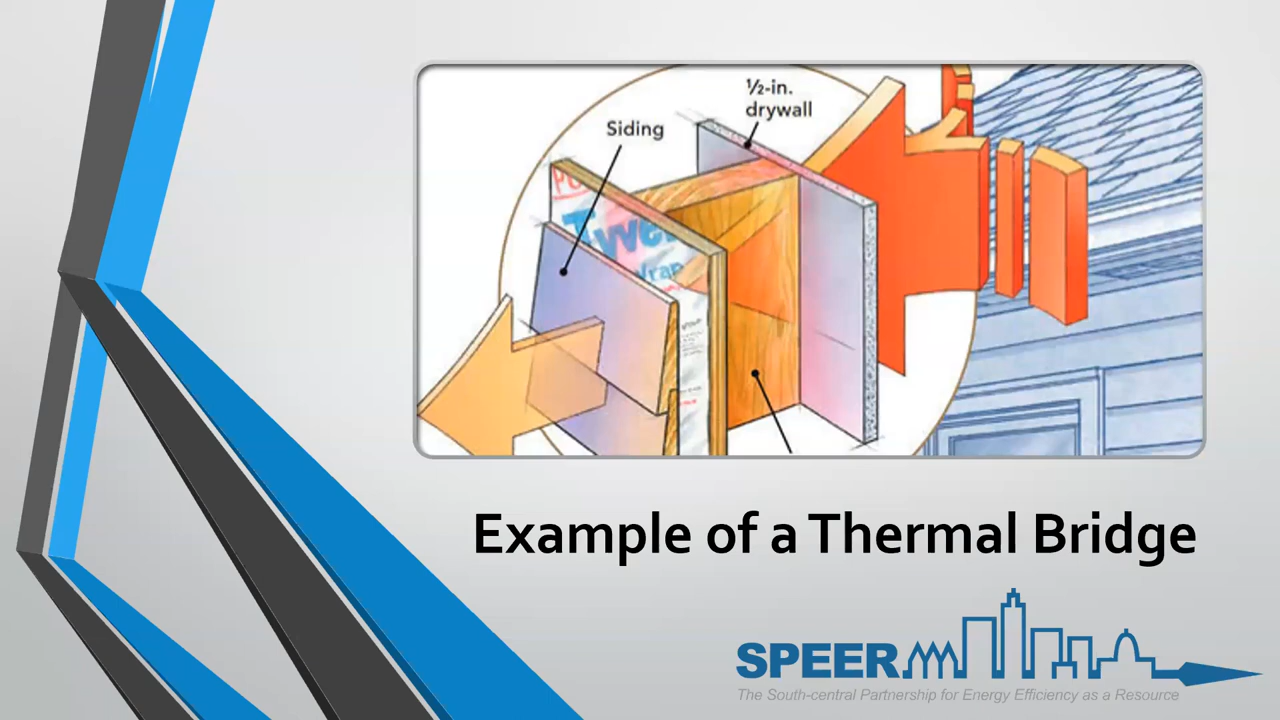 ½-in.
drywall
Siding
Wrap
Example of a Thermal Bridge
SPEER
The South-central Partnership for Energy Efficiency as a Resource